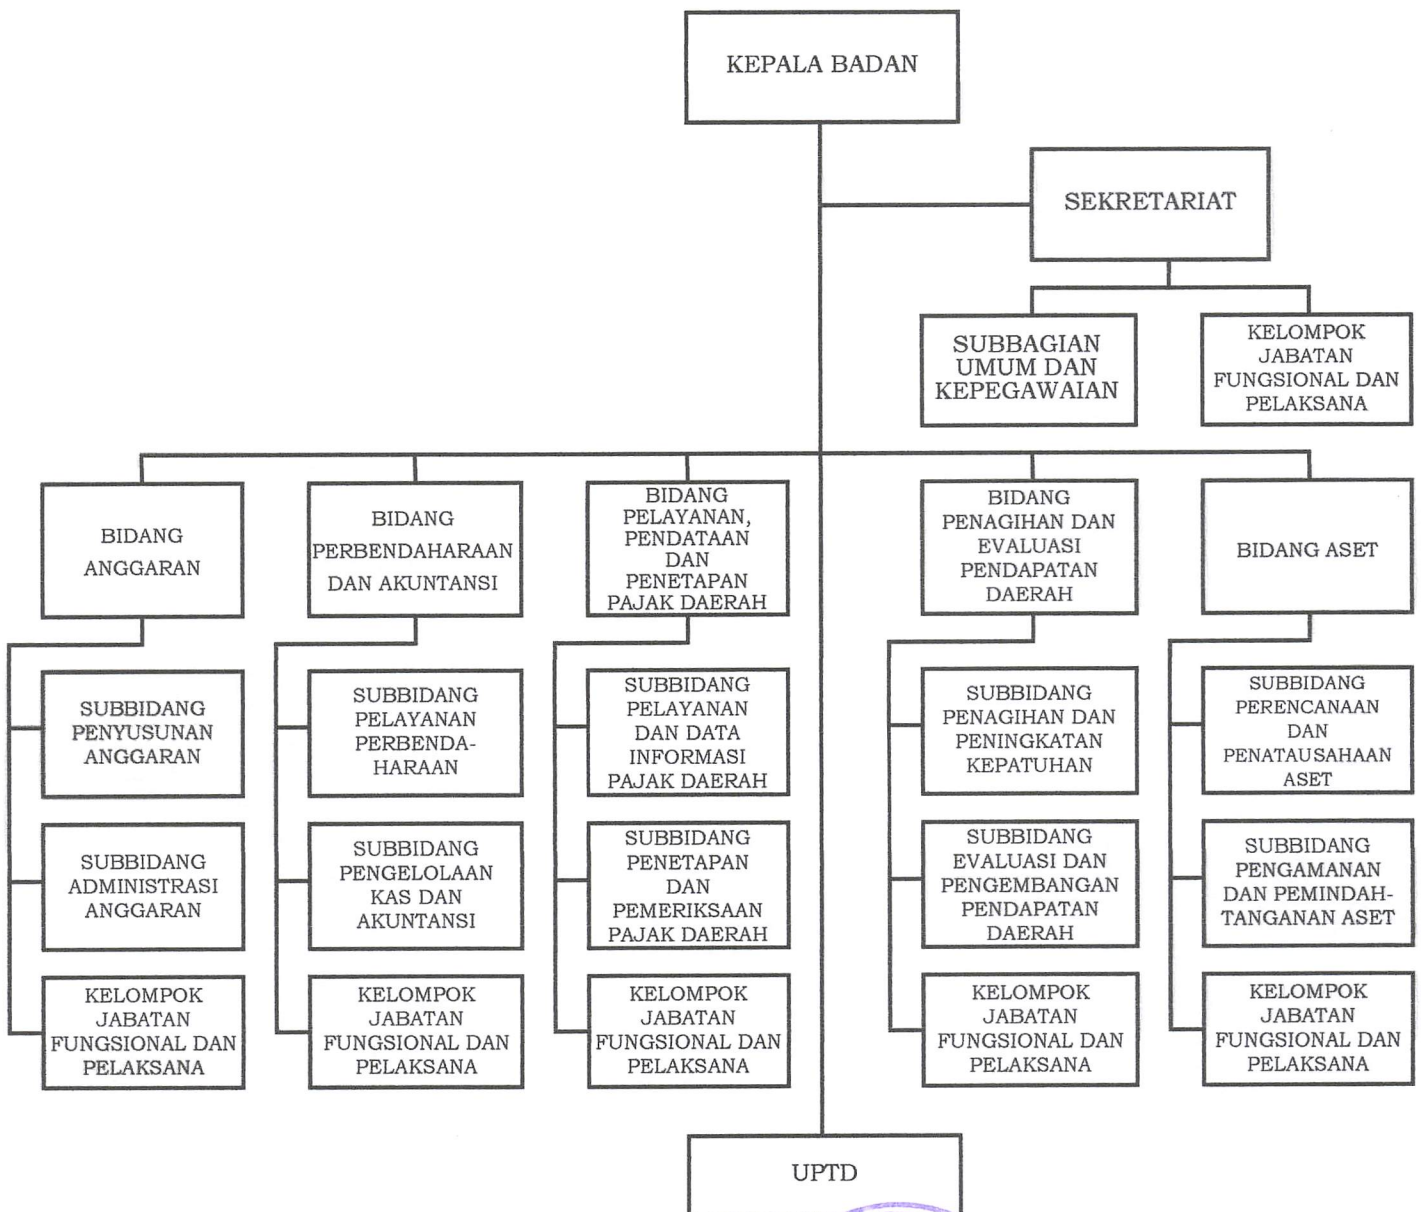 KEPALA BADAN
SEKRETARIAT
SUBBAGIAN
UMUM DAN
KEPEGAWAIAN
KELOMPOK
JABATAN
FUNGSIONAL DAN
PELAKSANA
BIDANG
ANGGARAN
BIDANG
PERBENDAHARAAN
DAN AKUNTANSI
BIDANG
PELAYANAN,
PENDATAAN
DAN
PENETAPAN
PAJAK DAERAH
BIDANG
PENAGIHAN DAN
EVALUASI
PENDAPATAN
DAERAH
BIDANG ASET
SUBBIDANG
PENYUSUNAN
ANGGARAN
SUBBIDANG
PELAYANAN
PERBENDA-
HARAAN
SUBBIDANG
PELAYANAN
DAN DATA
INFORMASI
PAJAK DAERAH
SUBBIDANG
PENAGIHAN DAN
PENINGKATAN
KEPATUHAN
SUBBIDANG
PERENCANAAN
DAN
PENATAUSAHAAN
ASET
SUBBIDANG
ADMINISTRASI
ANGGARAN
SUBBIDANG
PENGELOLAAN
KAS DAN
AKUNTANSI
SUBBIDANG
PENETAPAN
DAN
PEMERIKSAAN
PAJAK DAERAH
SUBBIDANG
EVALUASI DAN
PENGEMBANGAN
PENDAPATAN
DAERAH
SUBBIDANG
PENGAMANAN
DAN PEMINDAH-
TANGANAN ASET
KELOMPOK
JABATAN
FUNGSIONAL DAN
PELAKSANA
KELOMPOK
JABATAN
FUNGSIONAL DAN
PELAKSANA
KELOMPOK
JABATAN
FUNGSIONAL DAN
PELAKSANA
KELOMPOK
JABATAN
FUNGSIONAL DAN
PELAKSANA
KELOMPOK
JABATAN
FUNGSIONAL DAN
PELAKSANA
UPTD